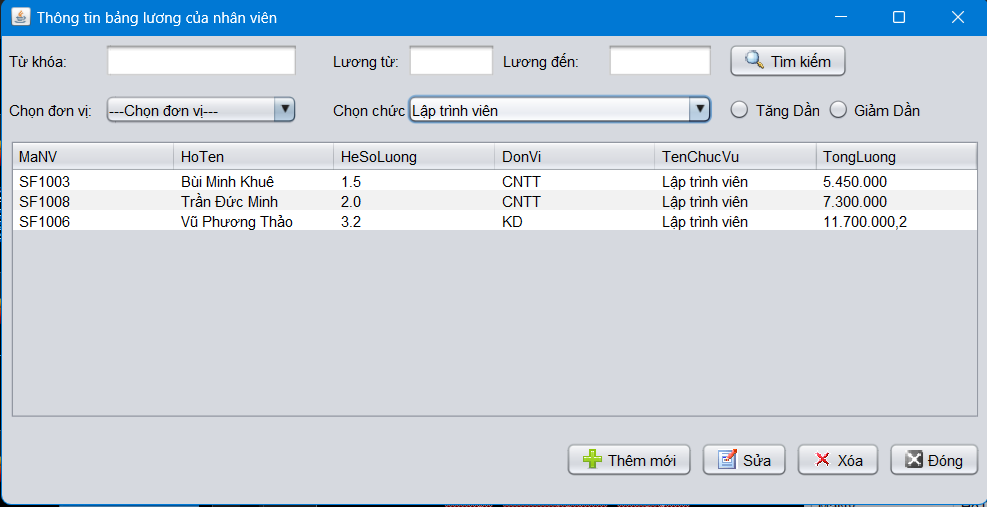 Thông tin bảng lương của nhân viên
Từ khóa: Lương từ: Lương đến: Tìm kiếm
Chọn đơn vị: ---Chọn đơn vị--- Chọn chức Lập trình viên Tăng Dần Giảm Dần
MaNV HoTen HeSoLuong DonVi TenChucVu TongLuong
SF1003 Bùi Minh Khuê 1.5 CNTT Lập trình viên 5.450.000
SF1008 Trần Đức Minh 2.0 CNTT Lập trình viên 7.300.000
SF1006 Vũ Phương Thảo 3.2 KD Lập trình viên 11.700.000,2
Thêm mới Sửa Xóa Đóng